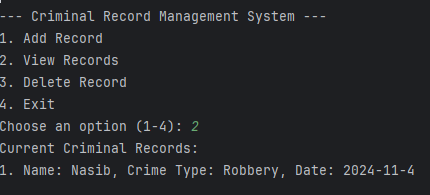 --- Criminal Record Management System ---
1. Add Record
2. View Records
3. Delete Record
4. Exit
Choose an option (1-4): 2
Current Criminal Records:
1. Name: Nasib, Crime Type: Robbery, Date: 2024-11-4